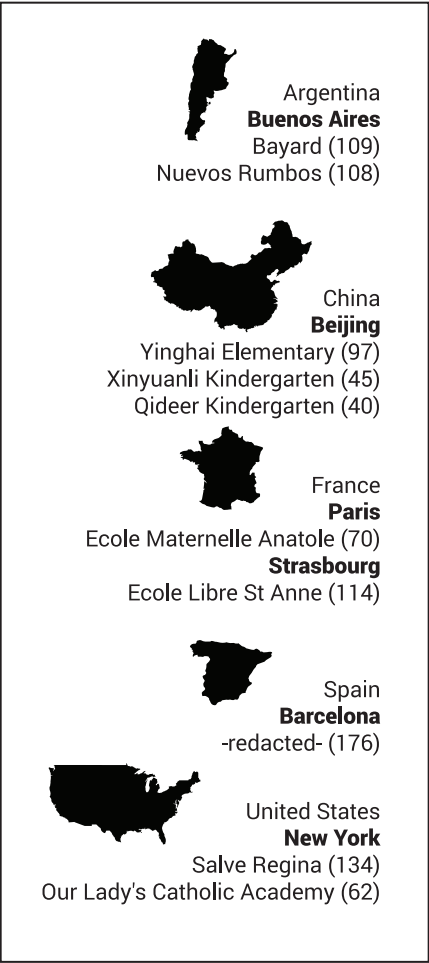 Argentina
Buenos Aires
Bayard (109)
Nuevos Rumbos (108)
China
Beijing
Yinghai Elementary (97)
Xinyuanli Kindergarten (45)
Qideer Kindergarten (40)
France
Paris
Ecole Maternelle Anatole (70)
Strasbourg
Ecole Libre St Anne (114)
Spain
Barcelona
-redacted- (176)
United States
New York
Salve Regina (134)
Our Lady's Catholic Academy (62)